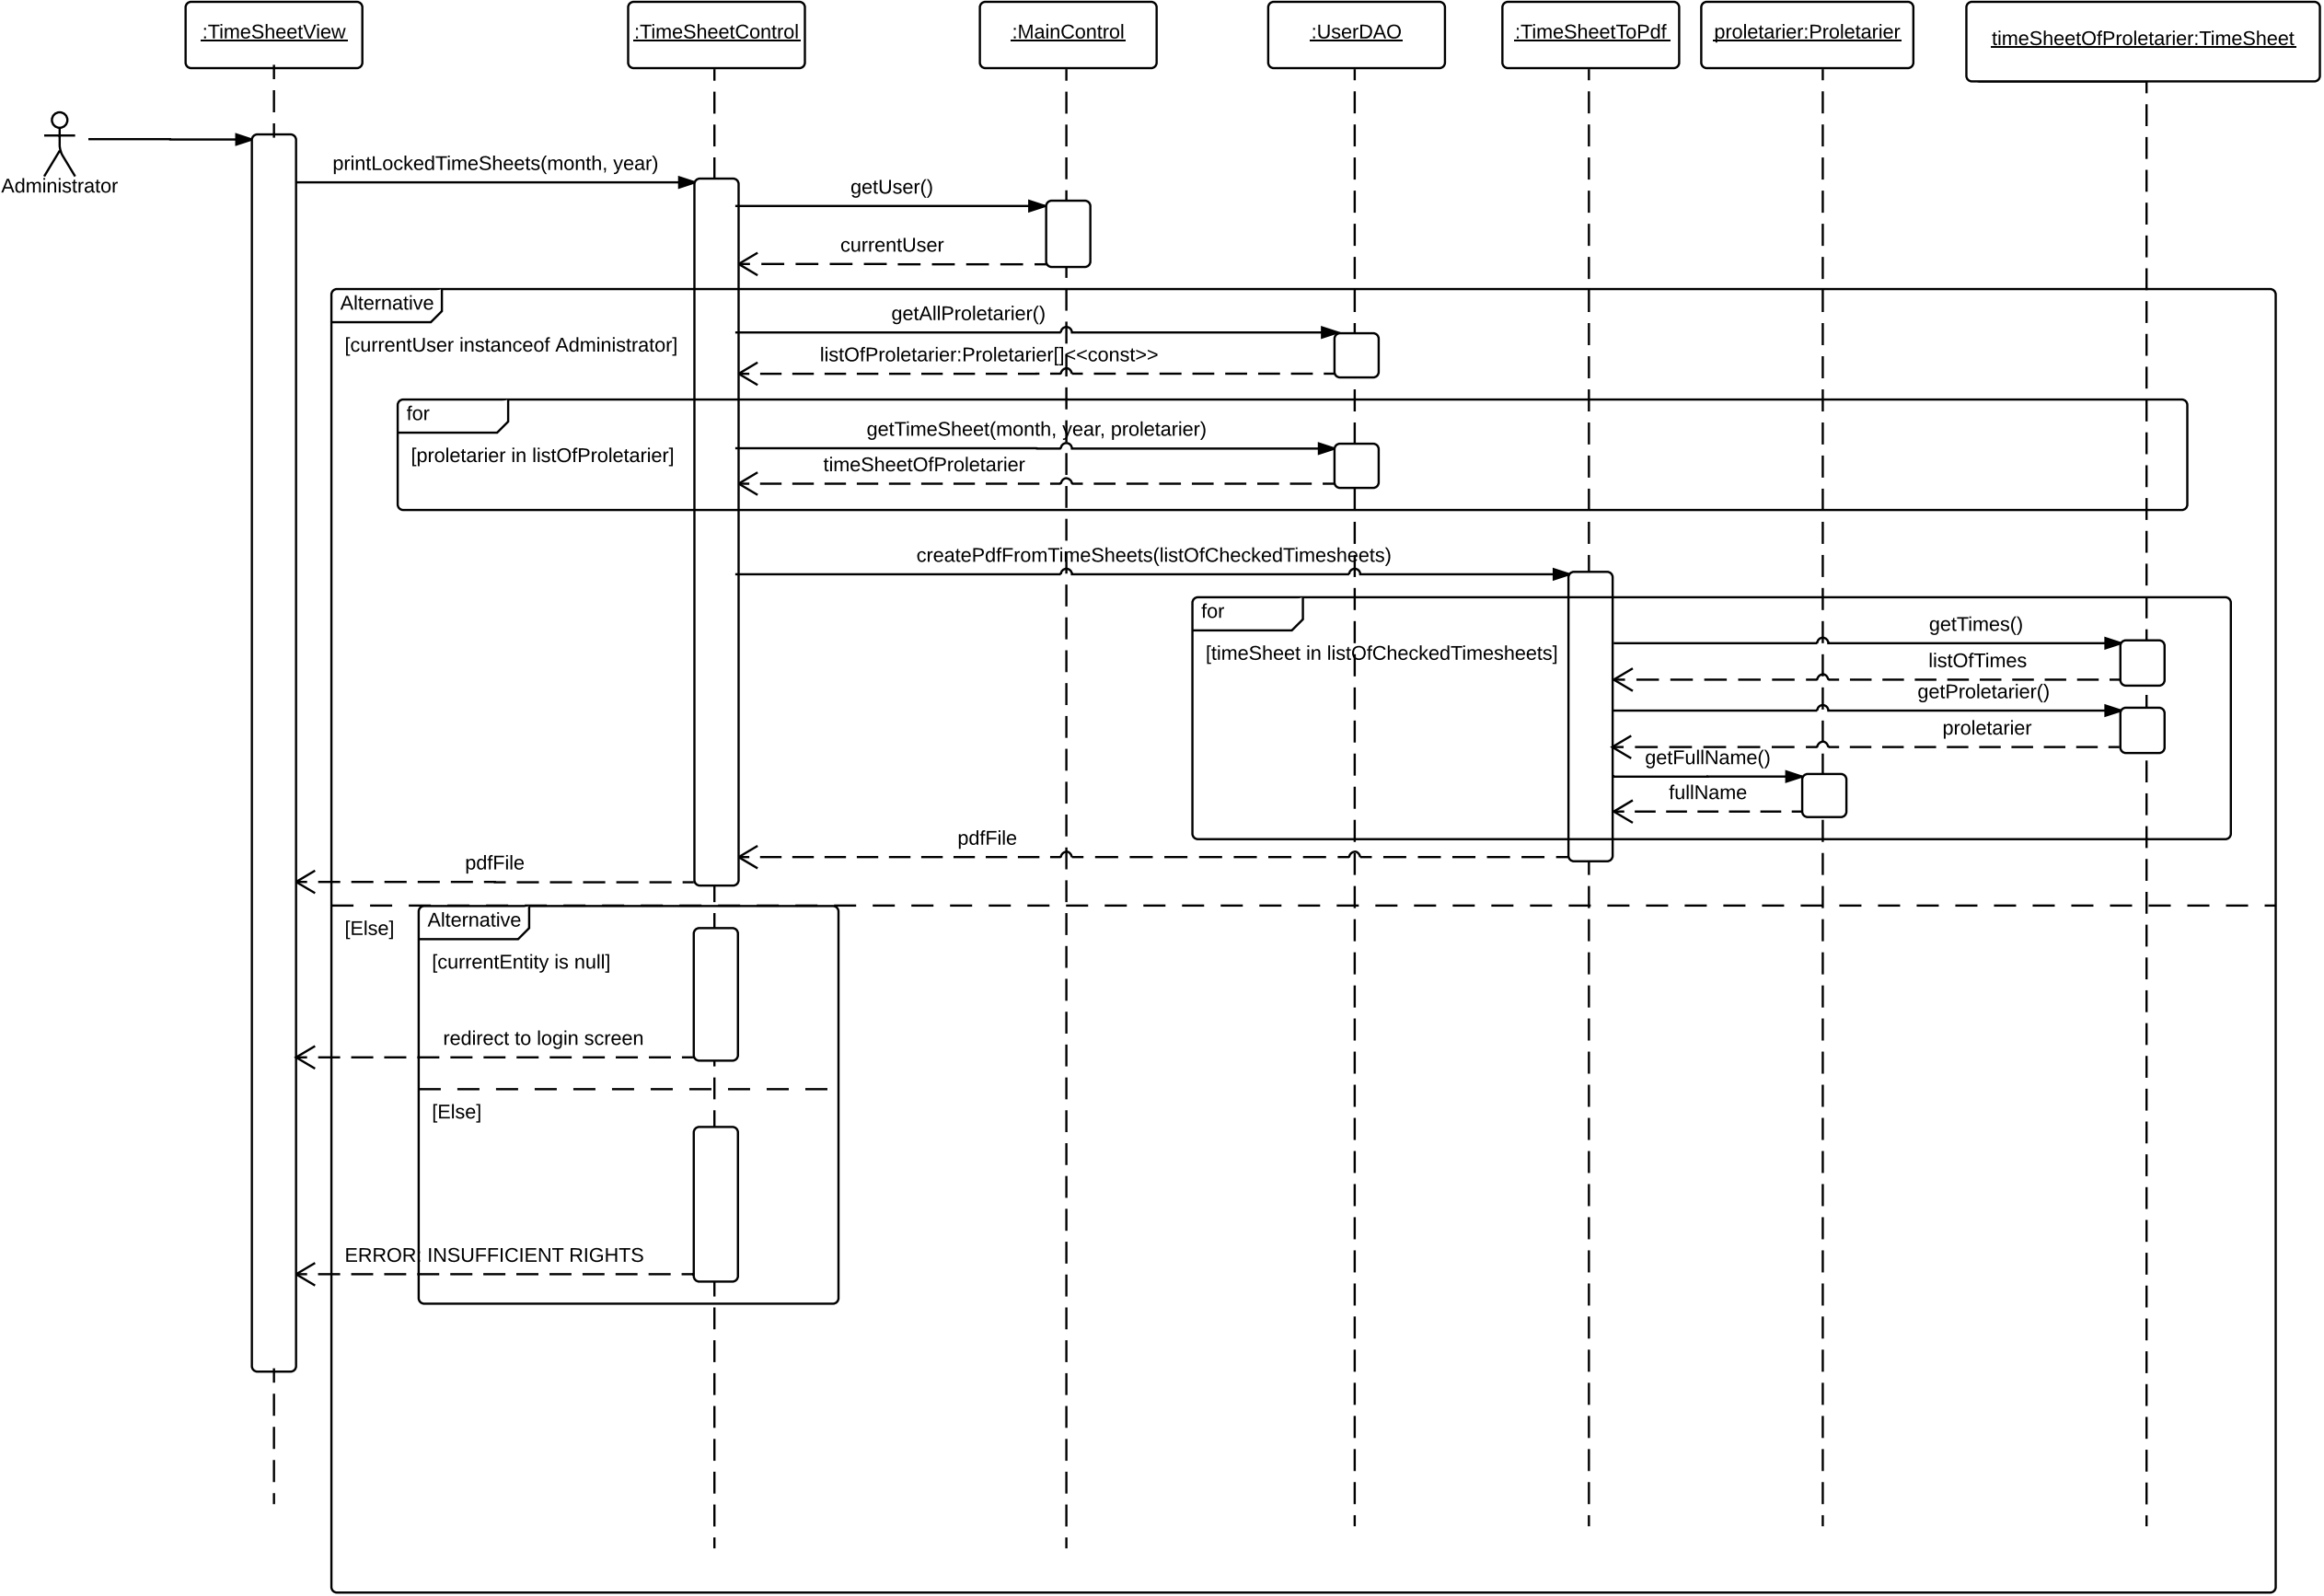 :TimeSheetView
:TimeSheetControl
:MainControl
:UserDAO
:TimeSheetToPdf
proletarier:Proletarier
timeSheetOfProletarier:TimeSheet
Administrator
printLockedTimeSheets(month, year)
getUser()
currentUser
Alternative
[currentUser instanceof Administrator]
getAllProletarier()
listOfProletarier:Proletarier[]<<const>>
for
[proletarier in listOfProletarier]
getTimeSheet(month, year, proletarier)
timeSheetOfProletarier
createPdfFromTimeSheets(listOfCheckedTimesheets)
for
[timeSheet in listOfCheckedTimesheets]
getTimes()
listOfTimes
getProletarier()
proletarier
getFullName()
fullName
pdfFile
pdfFile
[Else]
Alternative
[currentEntity is null]
redirect to login screen
[Else]
ERROR: INSUFFICIENT RIGHTS